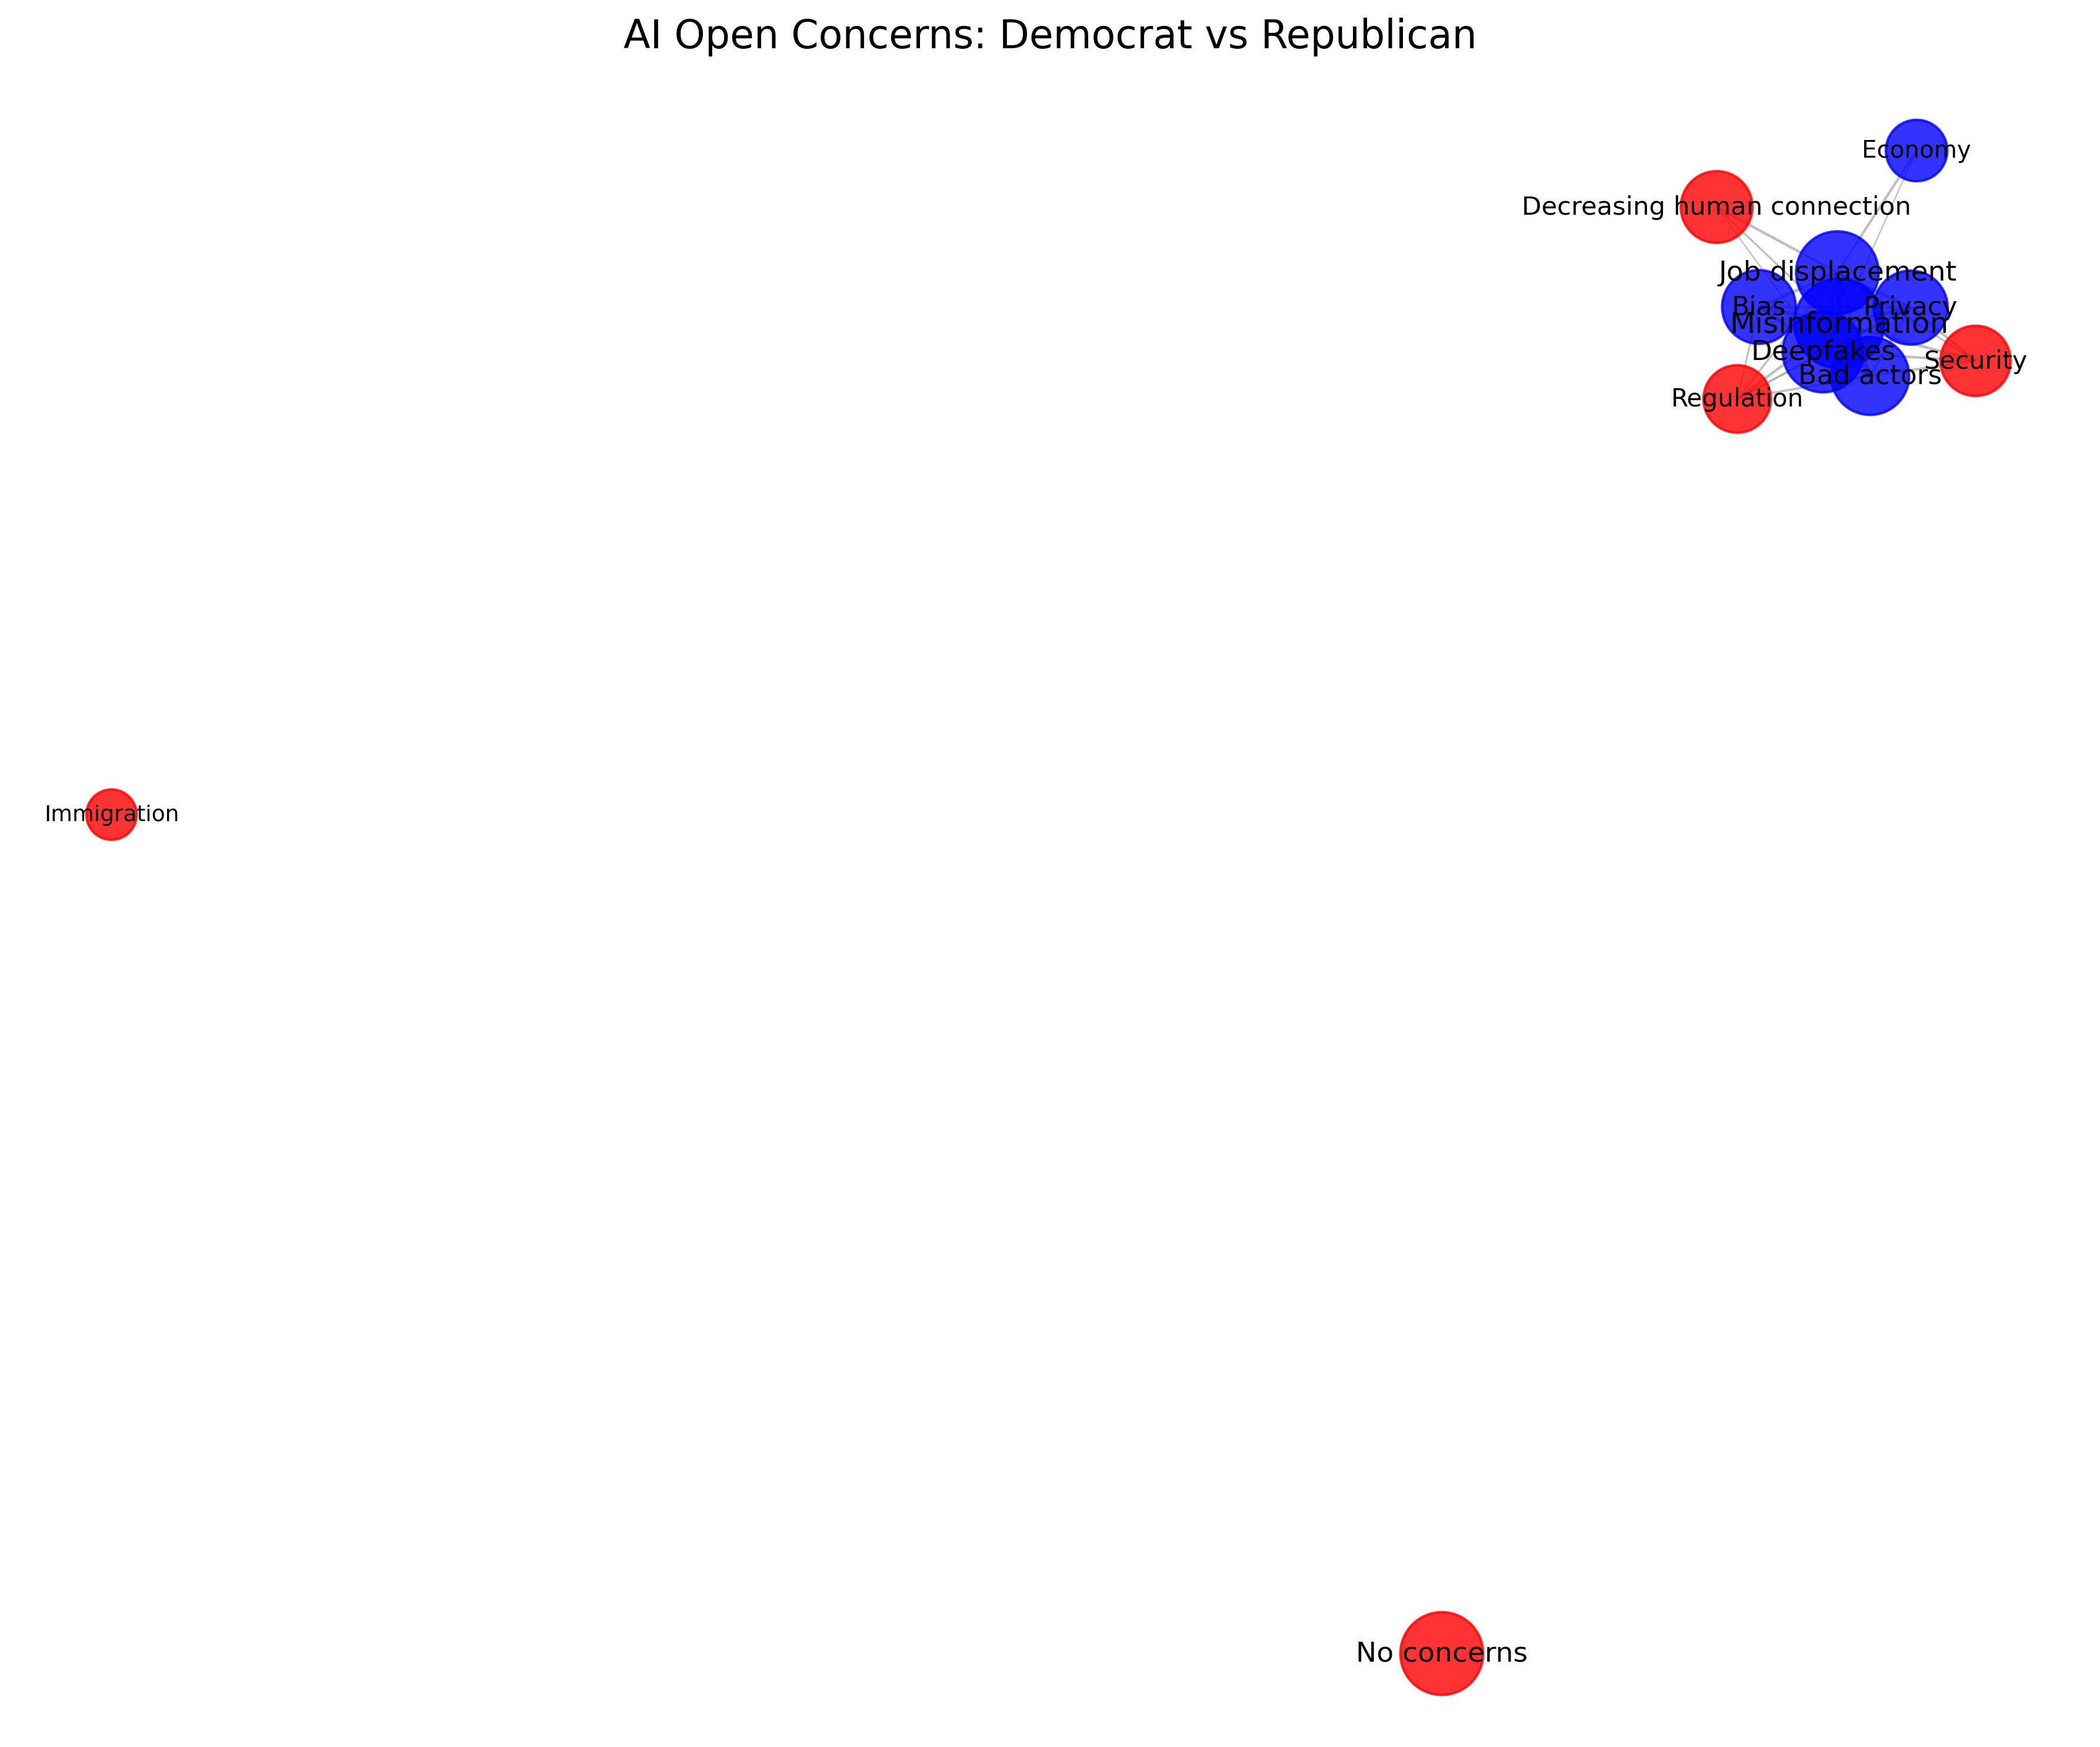 AI Open Concerns: Democrat vs Republican
Economy
Decreasing human connection
Job displacement
Bias
Privacy
Misinformation
Deepfakes
Security
Bad actors
Regulation
Immigration
No concerns